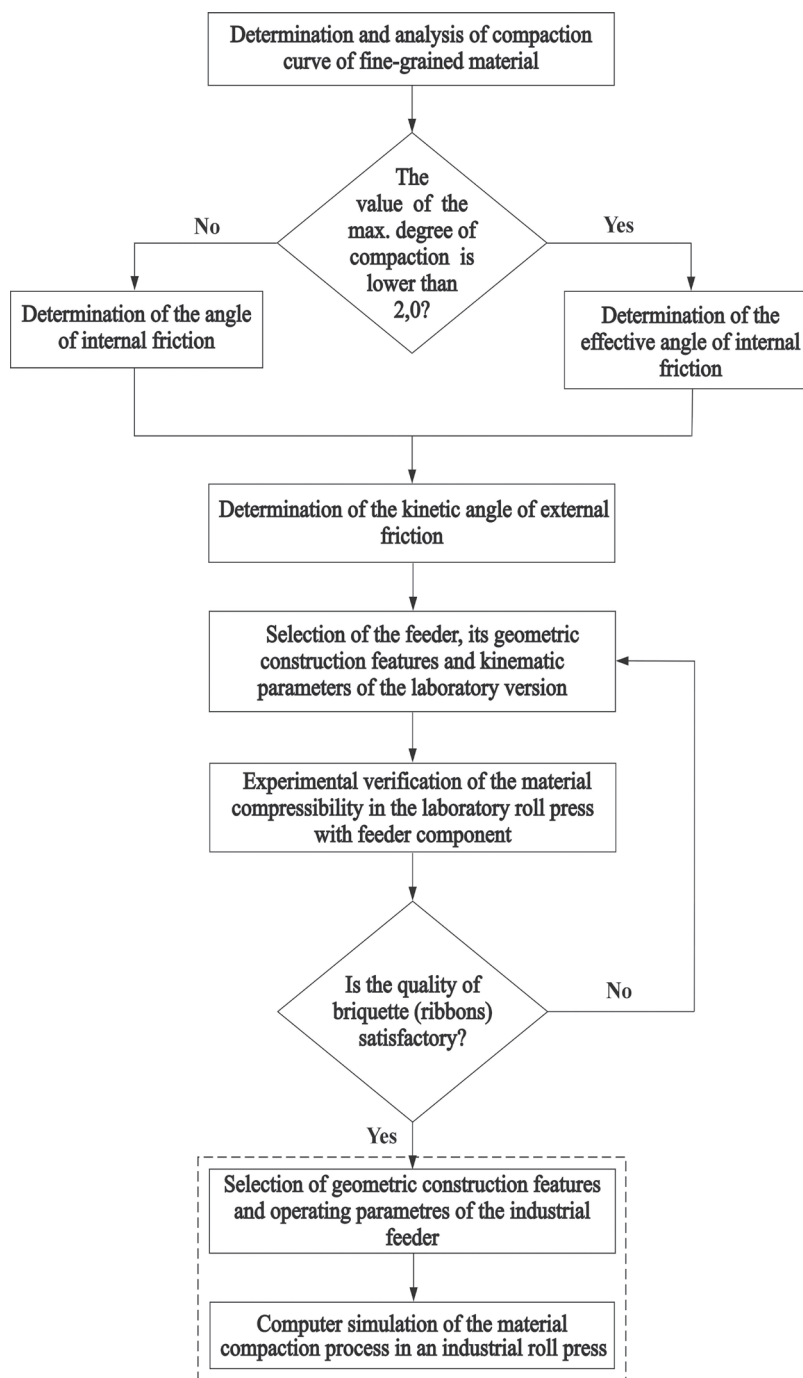 Determination and analysis of compaction
curve of fine-grained material
The
value of the
max. degree of
compaction is
lower than
2,0?
No
Yes
Determination of the angle
of internal friction
Determination of the
effective angle of internal
friction
Determination of the kinetic angle of external
friction
Selection of the feeder, its geometric
construction features and kinematic
parameters of the laboratory version
Experimental verification of the material
compressibility in the laboratory roll press
with feeder component
Is the quality of
briquette (ribbons)
satisfactory?
No
Yes
Selection of geometric construction features
and operating parametres of the industrial
feeder
Computer simulation of the material
compaction process in an industrial roll press